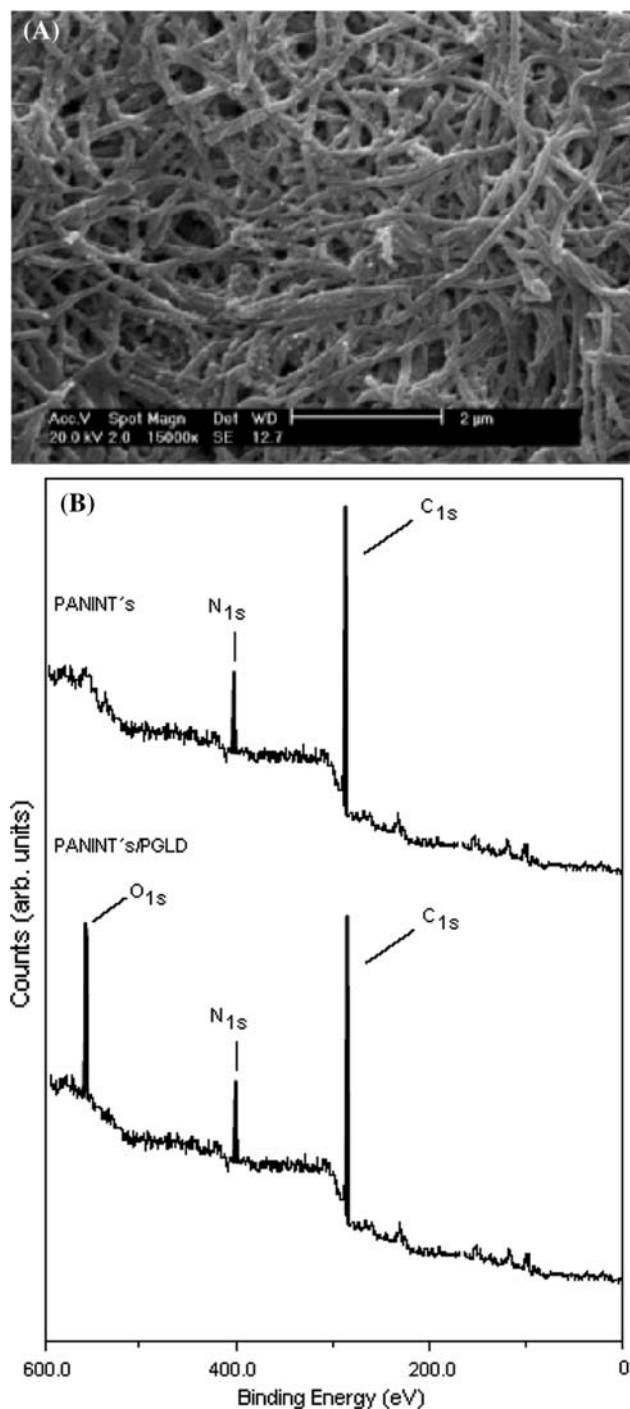 (A)
Acc.V Spot Magn Det WD 2 µm
20.0 kV 2.0 15000x SE 12.7
(B)
C1s
PANINT´s
N1s
PANINT´s/PGLD
O1s
C1s
N1s
Counts (arb. units)
600.0 400.0 200.0 0
Binding Energy (eV)